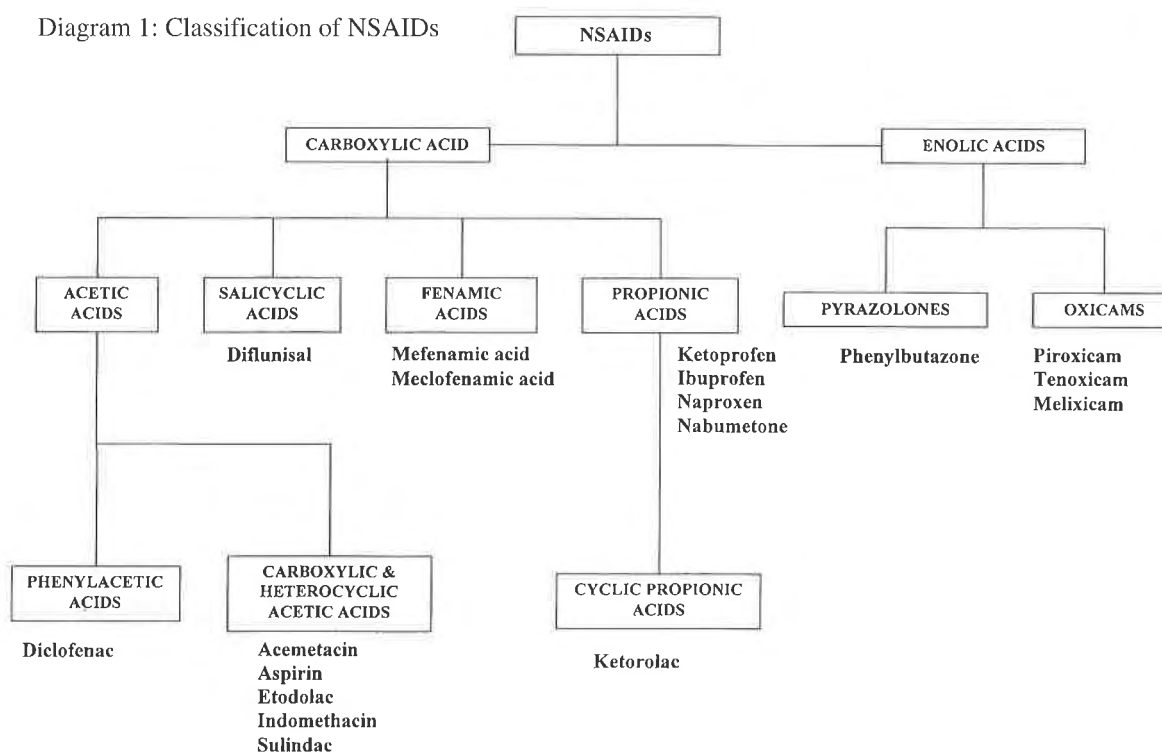 Diagram 1: Classification of NSAIDs
NSAIDs
CARBOXYLIC ACID
ENOLIC ACIDS
ACETIC
ACIDS
SALICYCLIC
ACIDS
FENAMIC
ACIDS
PROPIONIC
ACIDS
PYRAZOLONES
OXICAMS
Diflunisal
Mefenamic acid
Meclofenamic acid
Ketoprofen
Ibuprofen
Naproxen
Nabumetone
Phenylbutazone
Piroxicam
Tenoxicam
Melixicam
PHENYLACETIC
ACIDS
CARBOXYLIC &
HETEROCYCLIC
ACETIC ACIDS
CYCLIC PROPIONIC
ACIDS
Diclofenac
Acemetacin
Aspirin
Etodolac
Indomethacin
Sulindac
Ketorolac